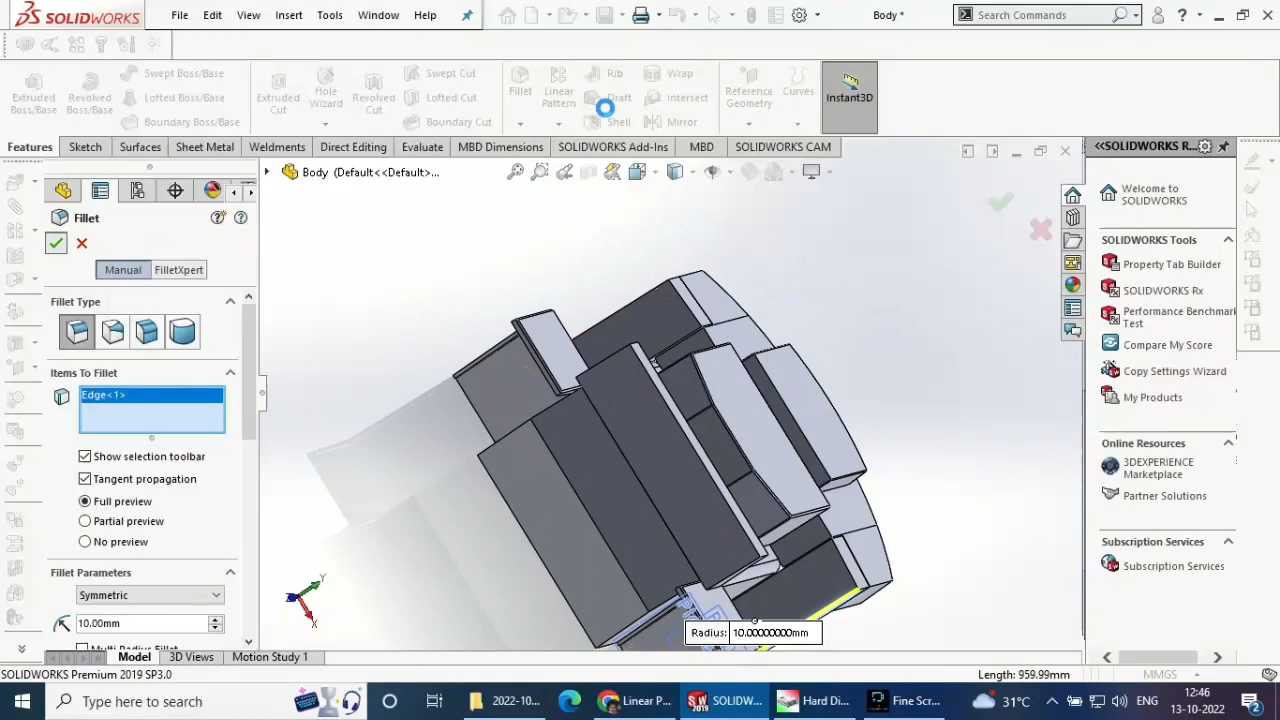 SOLIDWORKS File Edit View Insert Tools Window Help Body * Search Commands ?
Extruded Boss/Base
Revolved Boss/Base
Swept Boss/Base
Lofted Boss/Base
Boundary Boss/Base
Extruded Cut
Hole Wizard
Revolved Cut
Swept Cut
Lofted Cut
Boundary Cut
Fillet
Linear Pattern
Rib
Draft
Shell
Wrap
Intersect
Mirror
Reference Geometry
Curves
Instant3D
Features Sketch Surfaces Sheet Metal Weldments Direct Editing Evaluate MBD Dimensions SOLIDWORKS Add-Ins MBD SOLIDWORKS CAM
Body (Default<<Default>...
Fillet
Manual FilletXpert
Fillet Type
Items To Fillet
Edge<1>
Show selection toolbar
Tangent propagation
Full preview
Partial preview
No preview
Fillet Parameters
Symmetric
10.00mm
Multi Radius Fillet
Y
X
Radius: 10.00000000mm
<<SOLIDWORKS R...
Welcome to
SOLIDWORKS
SOLIDWORKS Tools
Property Tab Builder
SOLIDWORKS Rx
Performance Benchmark
Test
Compare My Score
Copy Settings Wizard
My Products
Online Resources
3DEXPERIENCE
Marketplace
Partner Solutions
Subscription Services
Subscription Services
Model 3D Views Motion Study 1
SOLIDWORKS Premium 2019 SP3.0 Length: 959.99mm MMGS
Type here to search 2022-10... Linear P... SOLIDW... Hard Di... Fine Scr... 31°C ENG 12:46
13-10-2022